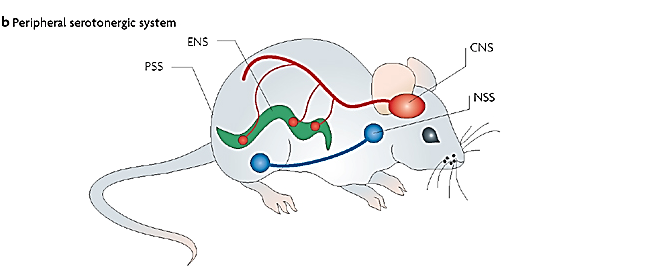 b Peripheral serotonergic system
ENS
CNS
PSS
NSS